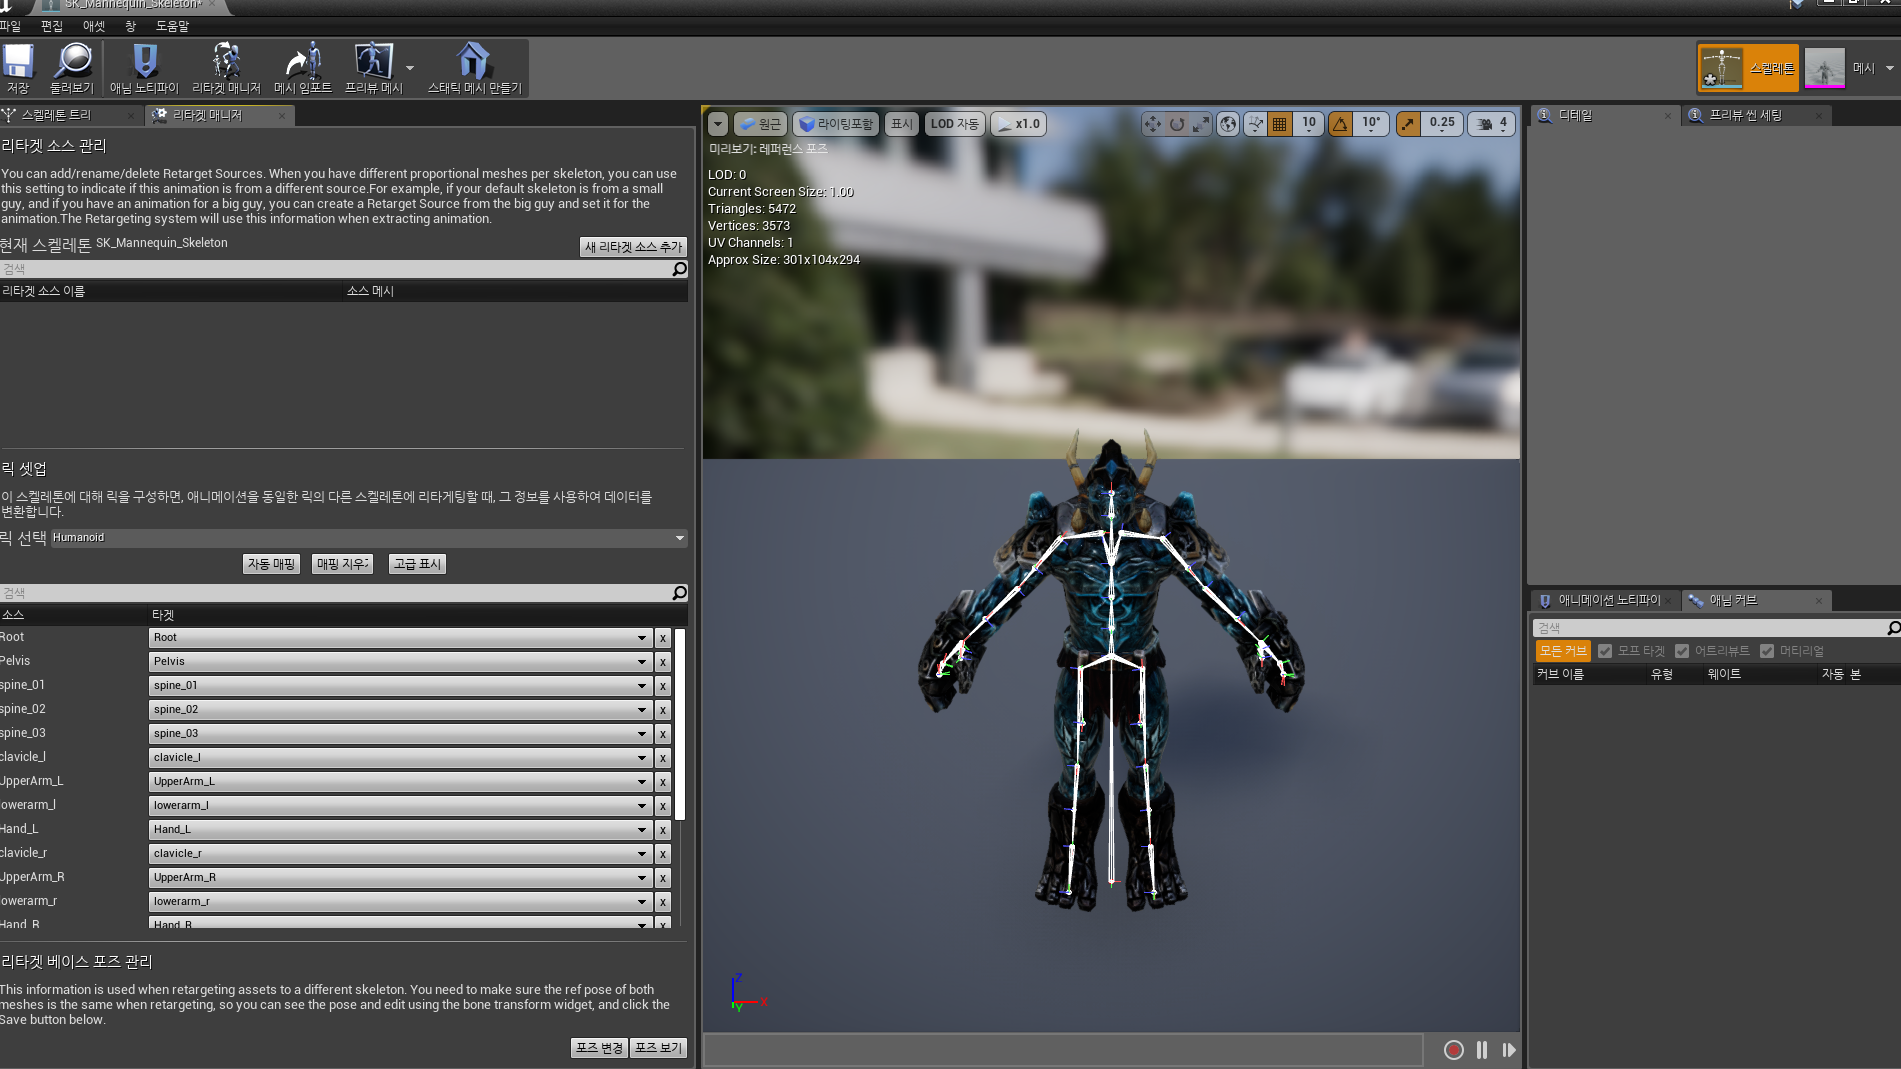 SK_Mannequin_Skeleton*
파일 편집 애셋 창 도움말
저장 둘러보기 애님 노티파이 리타겟 매니저 메시 임포트 프리뷰 메시 스태틱 메시 만들기
스켈레톤 메시
스켈레톤 트리 리타겟 매니저
리타겟 소스 관리
You can add/rename/delete Retarget Sources. When you have different proportional meshes per skeleton, you can use
this setting to indicate if this animation is from a different source.For example, if your default skeleton is from a small
guy, and if you have an animation for a big guy, you can create a Retarget Source from the big guy and set it for the
animation.The Retargeting system will use this information when extracting animation.
현재 스켈레톤 SK_Mannequin_Skeleton
새 리타겟 소스 추가
검색
리타겟 소스 이름 소스 메시
릭 셋업
이 스켈레톤에 대해 릭을 구성하면, 애니메이션을 동일한 릭의 다른 스켈레톤에 리타게팅할 때, 그 정보를 사용하여 데이터를
변환합니다.
릭 선택 Humanoid
자동 매핑 매핑 지우기 고급 표시
검색
소스 타겟
Root Root x
Pelvis Pelvis x
spine_01 spine_01 x
spine_02 spine_02 x
spine_03 spine_03 x
clavicle_l clavicle_l x
UpperArm_L UpperArm_L x
lowerarm_l lowerarm_l x
Hand_L Hand_L x
clavicle_r clavicle_r x
UpperArm_R UpperArm_R x
lowerarm_r lowerarm_r x
Hand_R Hand_R x
리타겟 베이스 포즈 관리
This information is used when retargeting assets to a different skeleton. You need to make sure the ref pose of both
meshes is the same when retargeting, so you can see the pose and edit using the bone transform widget, and click the
Save button below.
포즈 변경 포즈 보기
원근 라이팅포함 표시 LOD 자동 x1.0 10 10° 0.25 4
미리보기: 레퍼런스 포즈
LOD: 0
Current Screen Size: 1.00
Triangles: 5472
Vertices: 3573
UV Channels: 1
Approx Size: 301x104x294
Z
X
Y
디테일 프리뷰 씬 세팅
애니메이션 노티파이 애님 커브
검색
모든 커브 모프 타겟 어트리뷰트 머티리얼
커브 이름 유형 웨이트 자동 본